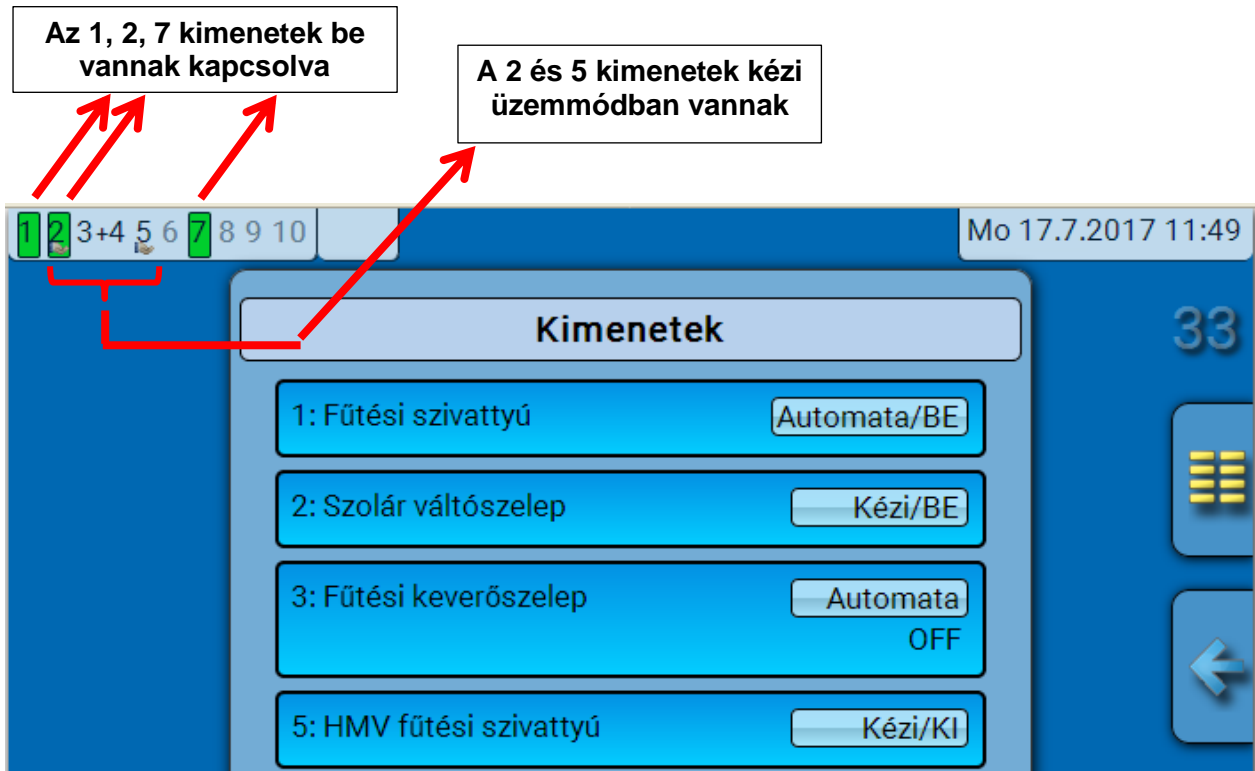 Az 1, 2, 7 kimenetek be
vannak kapcsolva
A 2 és 5 kimenetek kézi
üzemmódban vannak
1 2 3+4 5 6 7 8 9 10
Mo 17.7.2017 11:49
Kimenetek
33
1: Fűtési szivattyú Automata/BE
2: Szolár váltószelep Kézi/BE
3: Fűtési keverőszelep Automata
OFF
5: HMV fűtési szivattyú Kézi/KI